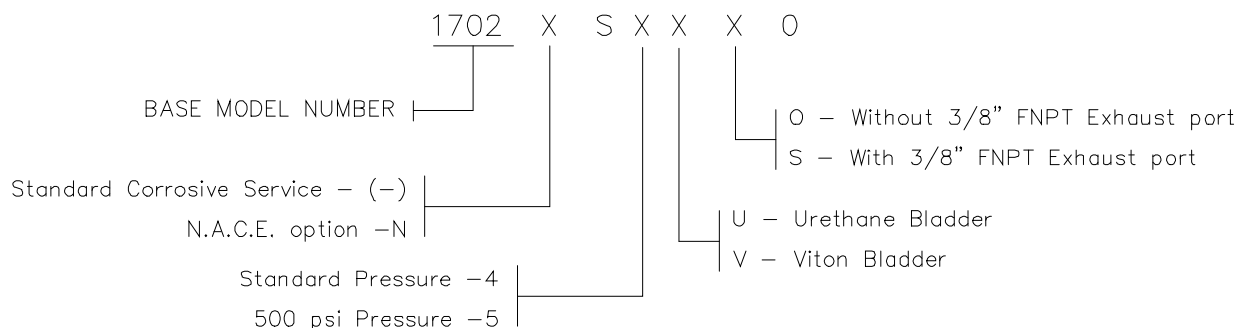 1702 X S X X X O
BASE MODEL NUMBER
O – Without 3/8" FNPT Exhaust port
S – With 3/8" FNPT Exhaust port
Standard Corrosive Service – (–)
N.A.C.E. option –N
U – Urethane Bladder
V – Viton Bladder
Standard Pressure –4
500 psi Pressure –5